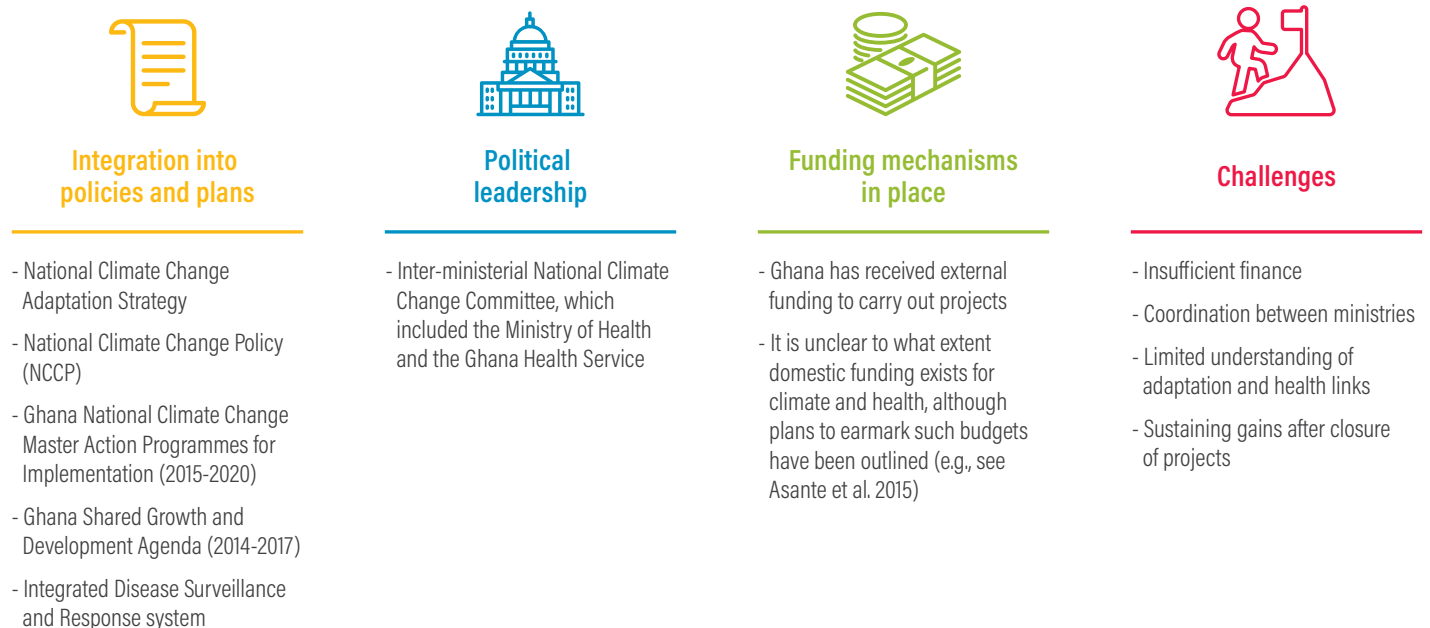 Integration into
policies and plans
- National Climate Change
Adaptation Strategy
- National Climate Change Policy
(NCCP)
- Ghana National Climate Change
Master Action Programmes for
Implementation (2015-2020)
- Ghana Shared Growth and
Development Agenda (2014-2017)
- Integrated Disease Surveillance
and Response system
Political
leadership
- Inter-ministerial National Climate
Change Committee, which
included the Ministry of Health
and the Ghana Health Service
Funding mechanisms
in place
- Ghana has received external
funding to carry out projects
- It is unclear to what extent
domestic funding exists for
climate and health, although
plans to earmark such budgets
have been outlined (e.g., see
Asante et al. 2015)
Challenges
- Insufficient finance
- Coordination between ministries
- Limited understanding of
adaptation and health links
- Sustaining gains after closure
of projects